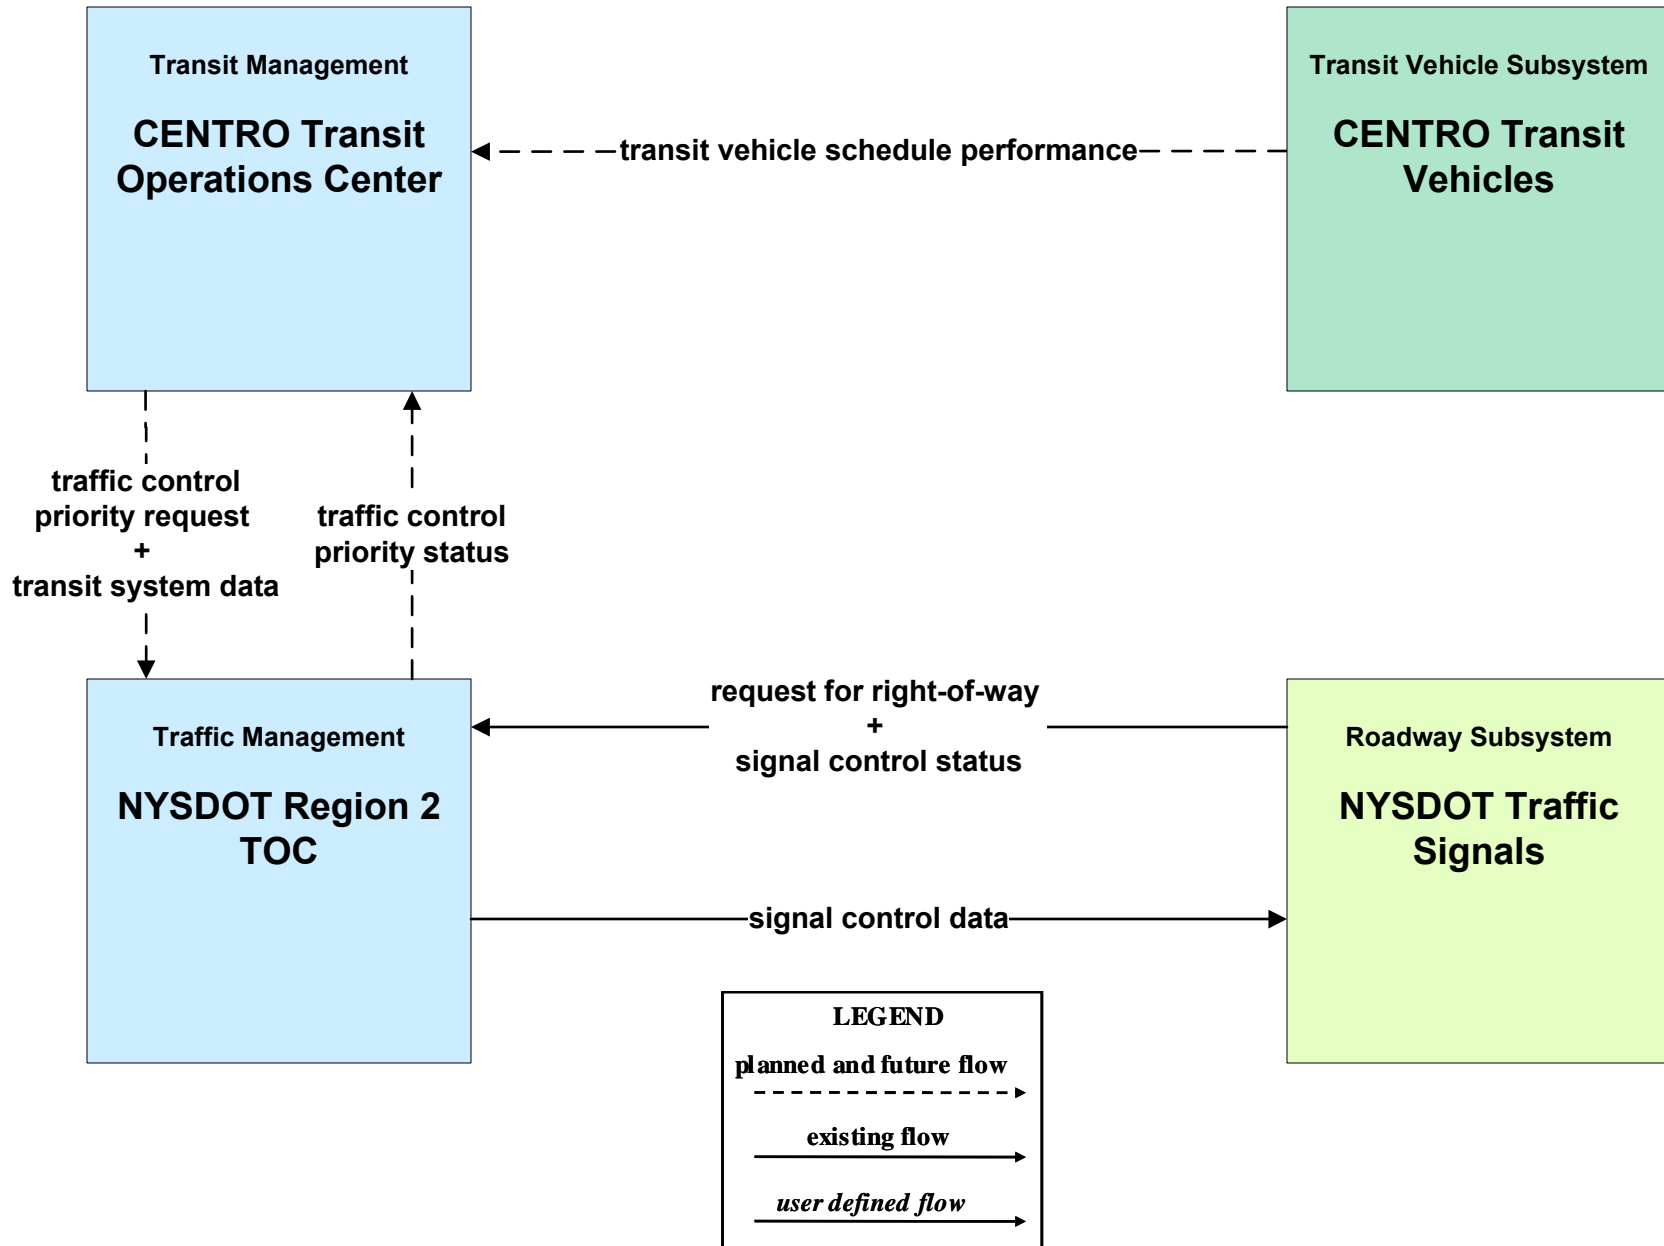 Transit Management
CENTRO Transit
Operations Center
Transit Vehicle Subsystem
CENTRO Transit
Vehicles
transit vehicle schedule performance
traffic control
priority request
+
transit system data
traffic control
priority status
Traffic Management
NYSDOT Region 2
TOC
request for right-of-way
+
signal control status
Roadway Subsystem
NYSDOT Traffic
Signals
signal control data
LEGEND
planned and future flow
existing flow
user defined flow